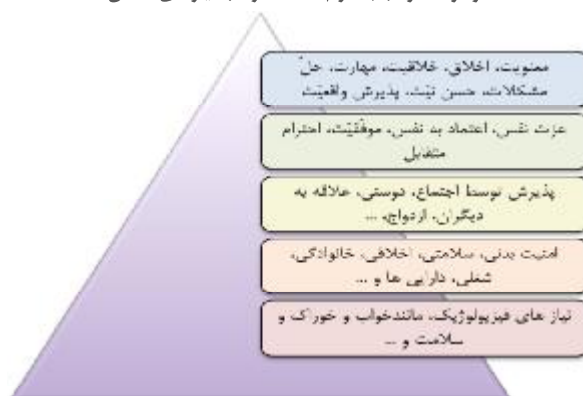 معنویت، اخلاق، خلاقیت، مهارت، حلّ
مشکلات، حسن نیّت، پذیرش واقعیّت
عزت نفس، اعتماد به نفس، موفّقیّت، احترام
متقابل
پذیرش توسط اجتماع، دوستی، علاقه به
دیگران، ازدواج، ...
امنیت بدنی، سلامتی، اخلاقی، خانوادگی،
شغلی، دارایی ها و ...
نیاز های فیزیولوژیک، مانندخواب و خوراک و
سلامت و ...